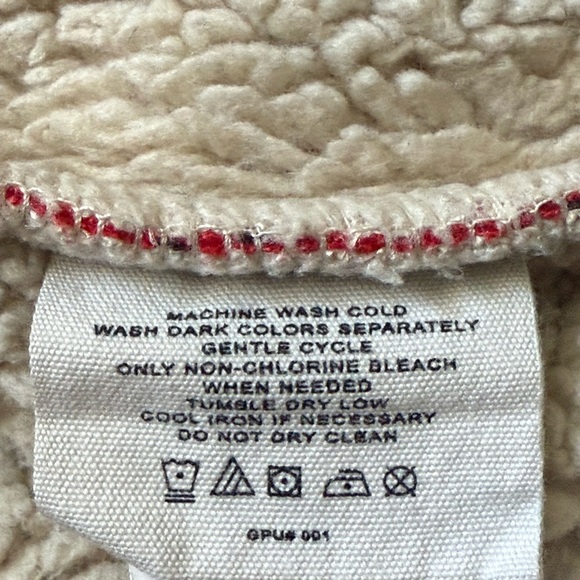 MACHINE WASH COLD
WASH DARK COLORS SEPARATELY
GENTLE CYCLE
ONLY NON-CHLORINE BLEACH
WHEN NEEDED
TUMBLE DRY LOW
COOL IRON IF NECESSARY
DO NOT DRY CLEAN
GPU# 001